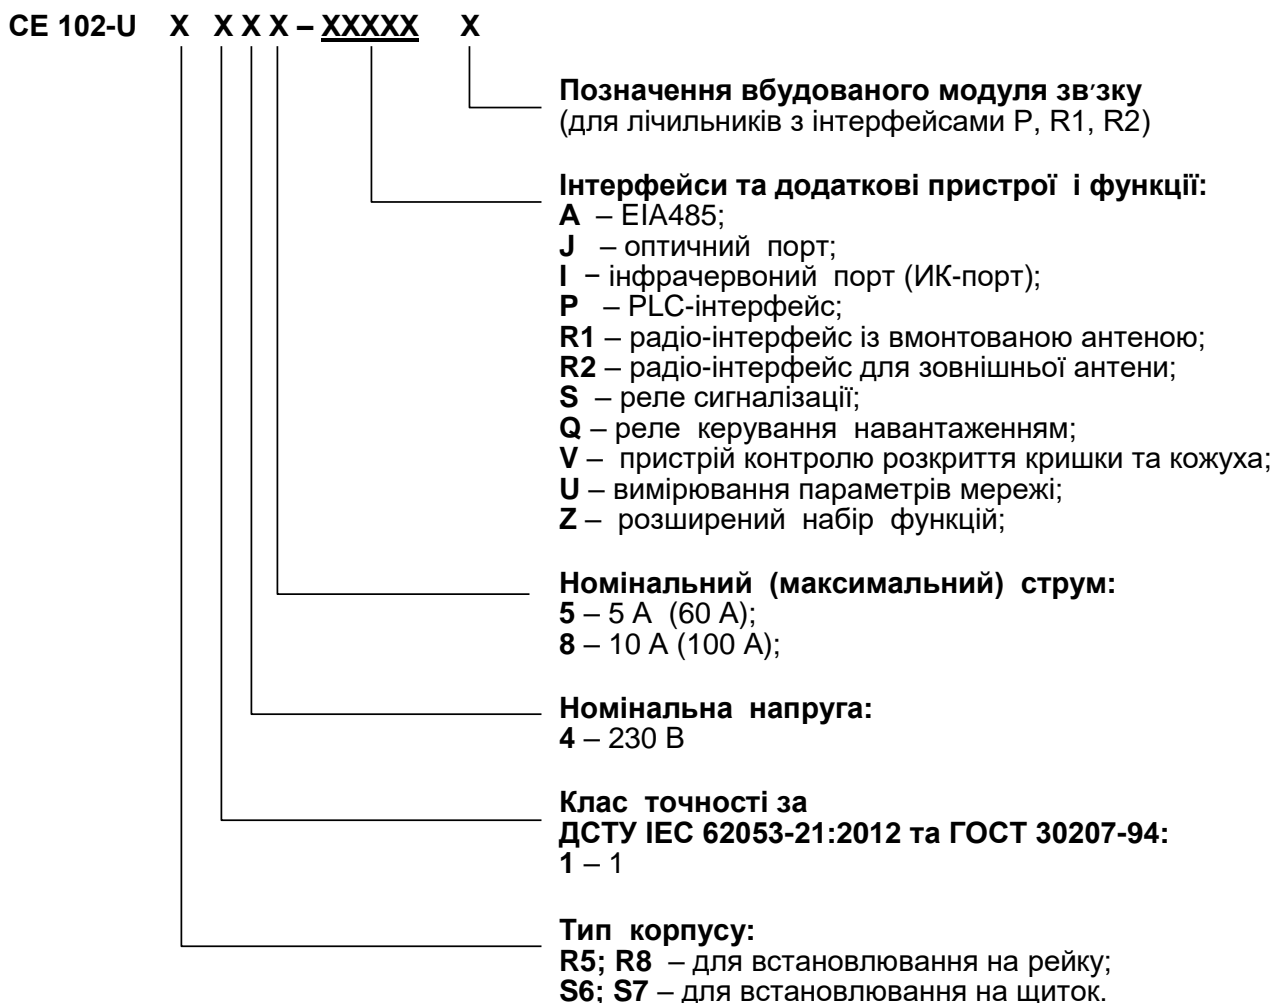 СЕ 102-U X X X X – XXXXX X
Позначення вбудованого модуля зв′зку
(для лічильників з інтерфейсами P, R1, R2)
Інтерфейси та додаткові пристрої і функції:
A – EIA485;
J – оптичний порт;
I – інфрачервоний порт (ИК-порт);
P – PLC-інтерфейс;
R1 – радіо-інтерфейс із вмонтованою антеною;
R2 – радіо-інтерфейс для зовнішньої антени;
S – реле сигналізації;
Q – реле керування навантаженням;
V – пристрій контролю розкриття кришки та кожуха;
U – вимірювання параметрів мережі;
Z – розширений набір функцій;
Номінальний (максимальний) струм:
5 – 5 А (60 А);
8 – 10 А (100 А);
Номінальна напруга:
4 – 230 В
Клас точності за
ДСТУ IEC 62053-21:2012 та ГОСТ 30207-94:
1 – 1
Тип корпусу:
R5; R8 – для встановлювання на рейку;
S6; S7 – для встановлювання на щиток.